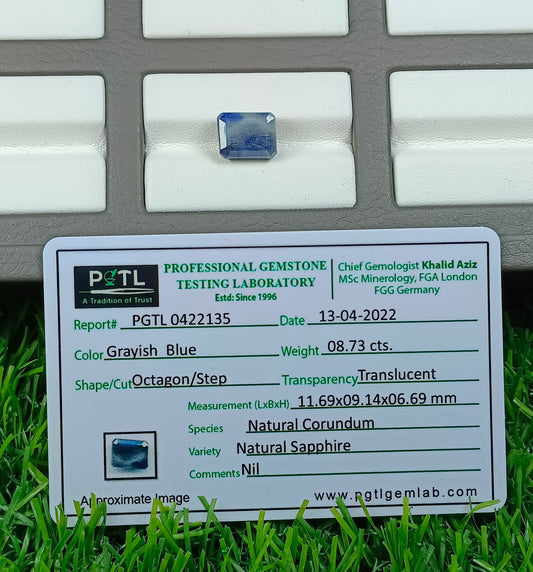 PGTL
A Tradition of Trust
PROFESSIONAL GEMSTONE
TESTING LABORATORY
Estd: Since 1996
Chief Gemologist Khalid Aziz
MSc Minerology, FGA London
FGG Germany
Report# PGTL 0422135 Date 13-04-2022
Color Grayish Blue Weight 08.73 cts.
Shape/Cut Octagon/Step Transparency Translucent
Measurement (LxBxH) 11.69x09.14x06.69 mm
Species Natural Corundum
Variety Natural Sapphire
Comments Nil
Approximate Image www.pgtlgemlab.com